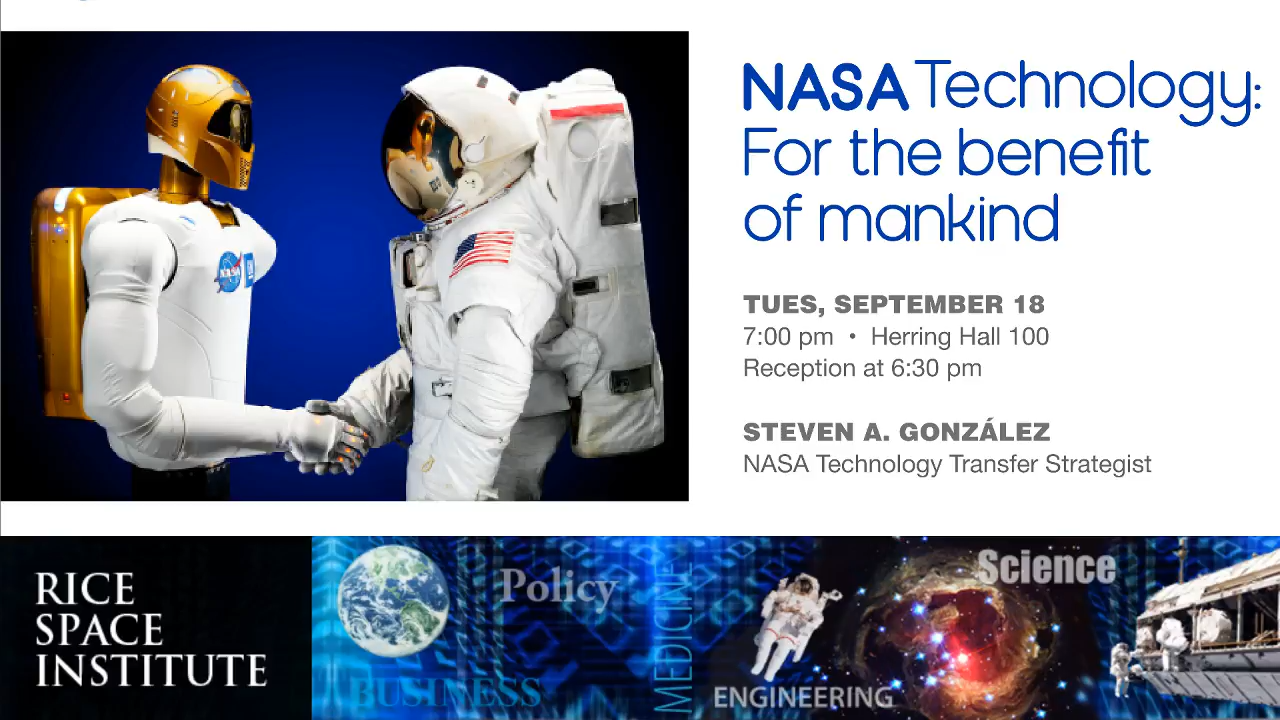 NASA Technology:
For the benefit
of mankind
TUES, SEPTEMBER 18
7:00 pm • Herring Hall 100
Reception at 6:30 pm
STEVEN A. GONZÁLEZ
NASA Technology Transfer Strategist
NASA
RICE
SPACE
INSTITUTE
BUSINESS
Policy
MEDICINE
ENGINEERING
Science